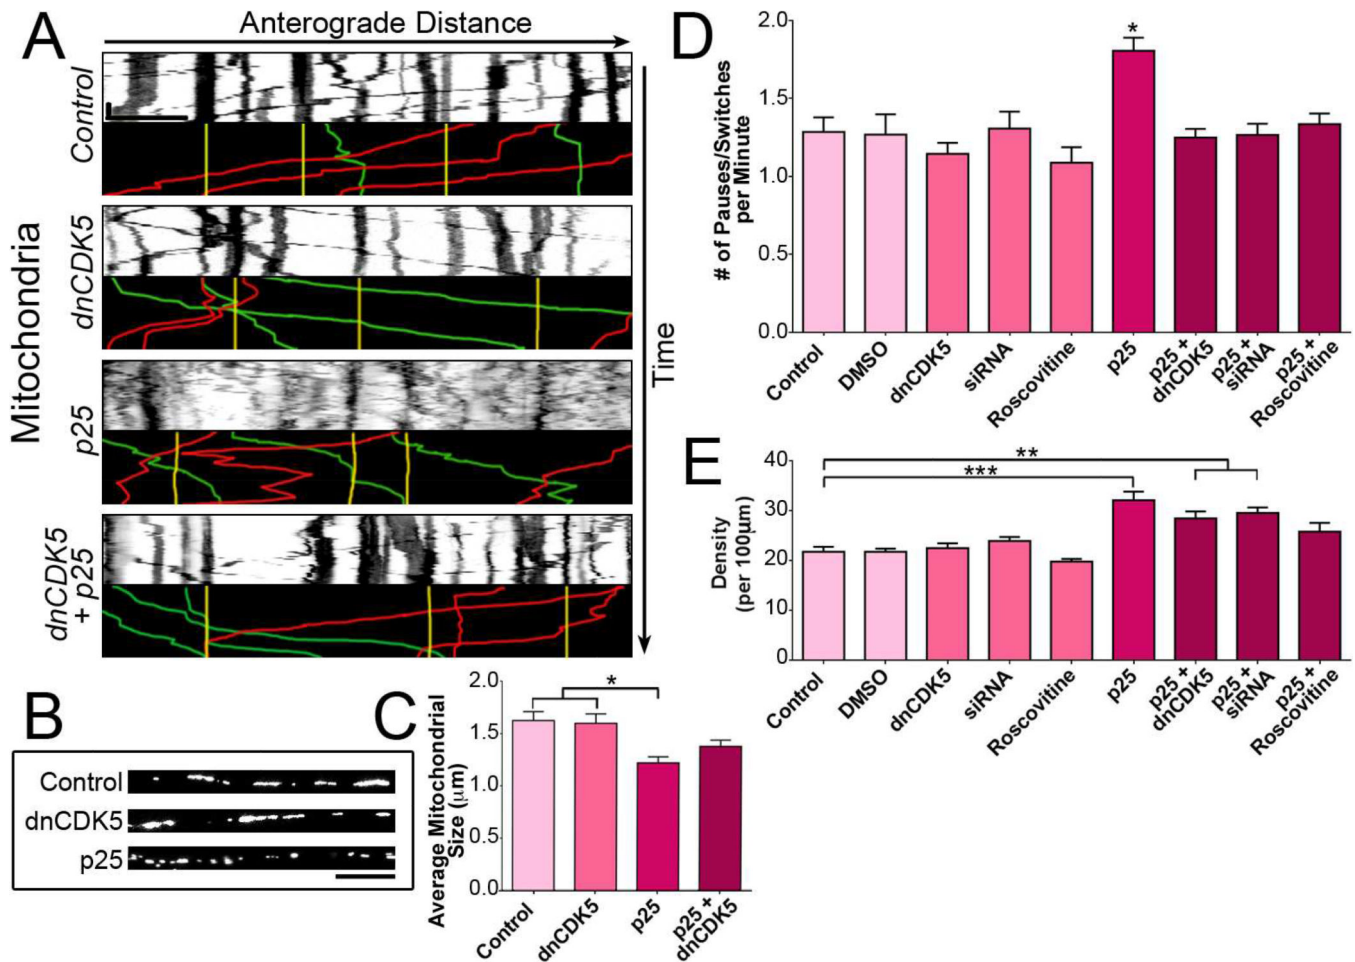 A
Anterograde Distance
Mitochondria
Control
dnCDK5
p25
dnCDK5
+ p25
Time
B
Control
dnCDK5
p25
C
Average Mitochondrial
Size (μm)
2.0
1.5
1.0
0.5
0.0
*
Control
dnCDK5
p25
p25 +
dnCDK5
D
# of Pauses/Switches
per Minute
2.0
1.5
1.0
0.5
0.0
*
Control
DMSO
dnCDK5
siRNA
Roscovitine
p25
p25 +
dnCDK5
p25 +
siRNA
p25 +
Roscovitine
E
Density
(per 100μm)
40
30
20
10
0
**
***
Control
DMSO
dnCDK5
siRNA
Roscovitine
p25
p25 +
dnCDK5
p25 +
siRNA
p25 +
Roscovitine